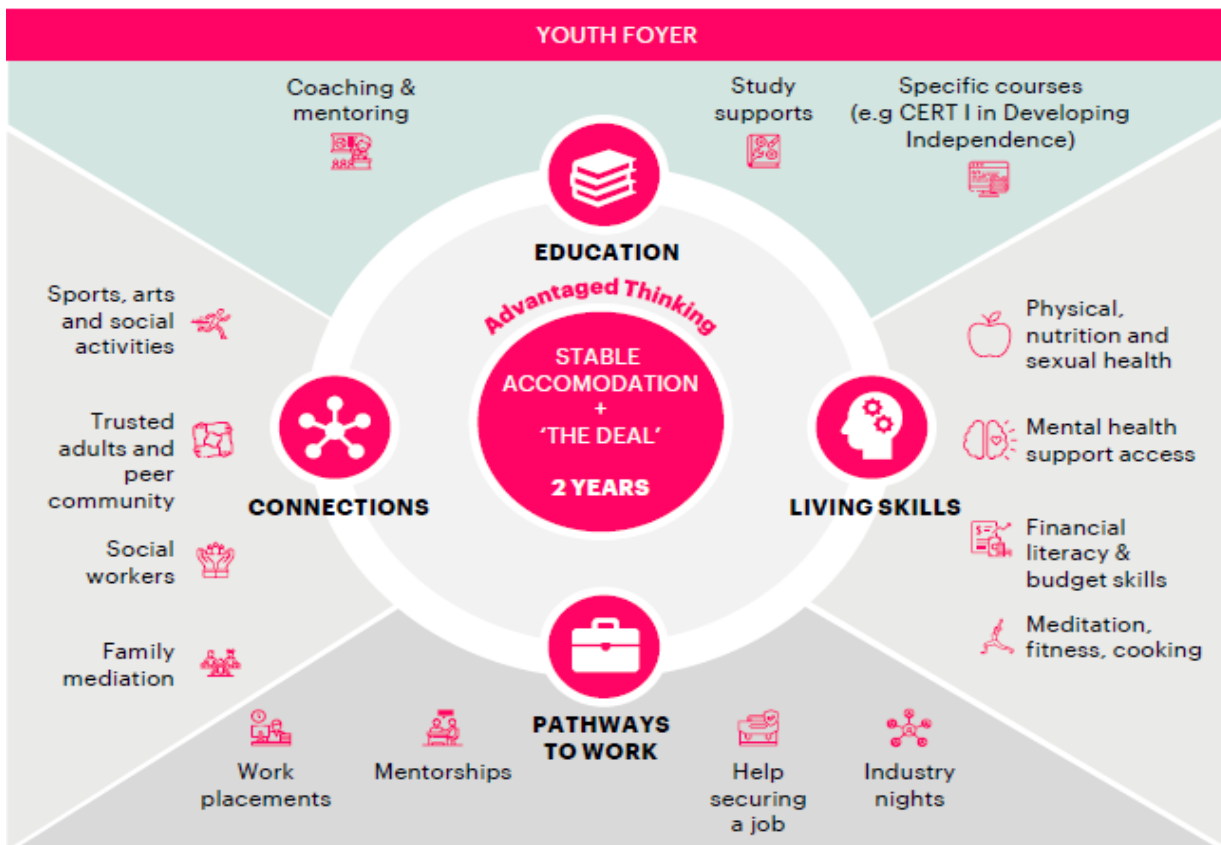 YOUTH FOYER
Coaching &
mentoring
Study
supports
Specific courses
(e.g CERT I in Developing
Independence)
EDUCATION
Advantaged Thinking
STABLE
ACCOMODATION
+
‘THE DEAL’
2 YEARS
Sports, arts
and social
activities
Trusted
adults and
peer
community
Social
workers
Family
mediation
CONNECTIONS
LIVING SKILLS
Physical,
nutrition and
sexual health
Mental health
support access
Financial
literacy &
budget skills
Meditation,
fitness, cooking
PATHWAYS
TO WORK
Work
placements
Mentorships
Help
securing
a job
Industry
nights